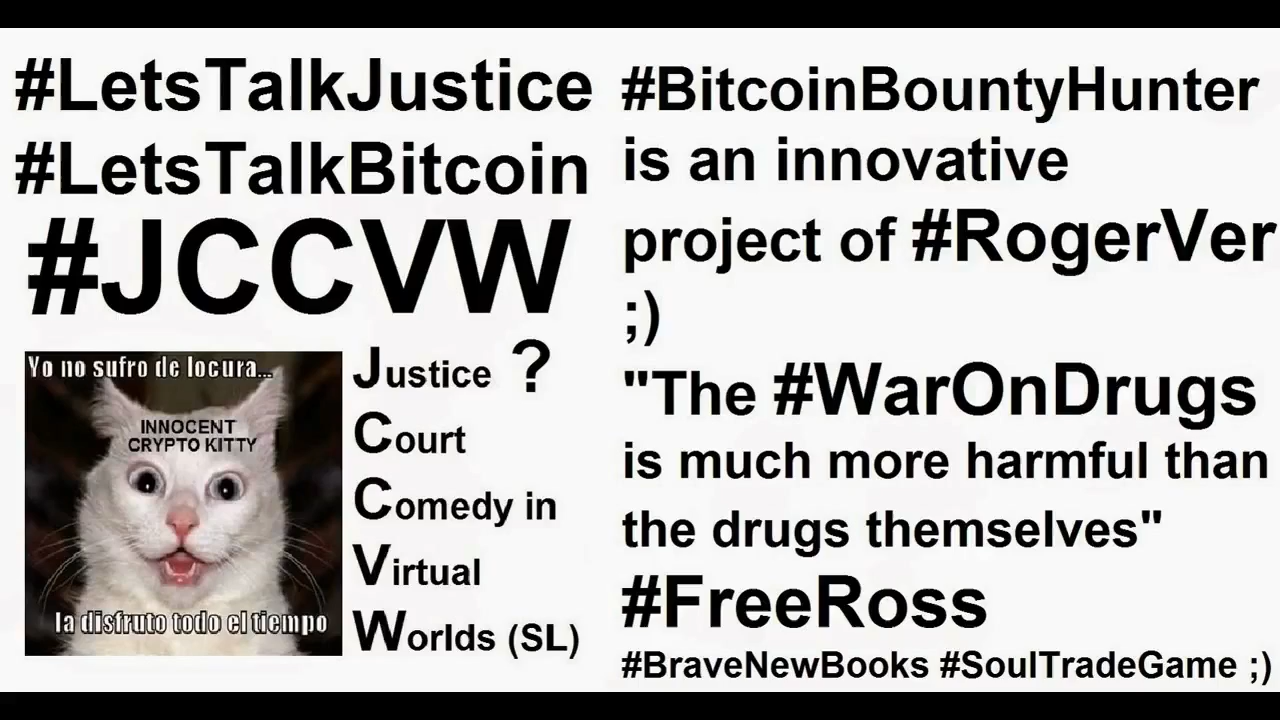 #LetsTalkJustice
#LetsTalkBitcoin
#JCCVW
Yo no sufro de locura...
INNOCENT
CRYPTO KITTY
la disfruto todo el tiempo
Justice ?
Court
Comedy in
Virtual
Worlds (SL)
#BitcoinBountyHunter
is an innovative
project of #RogerVer
;)
"The #WarOnDrugs
is much more harmful than
the drugs themselves"
#FreeRoss
#BraveNewBooks #SoulTradeGame ;)